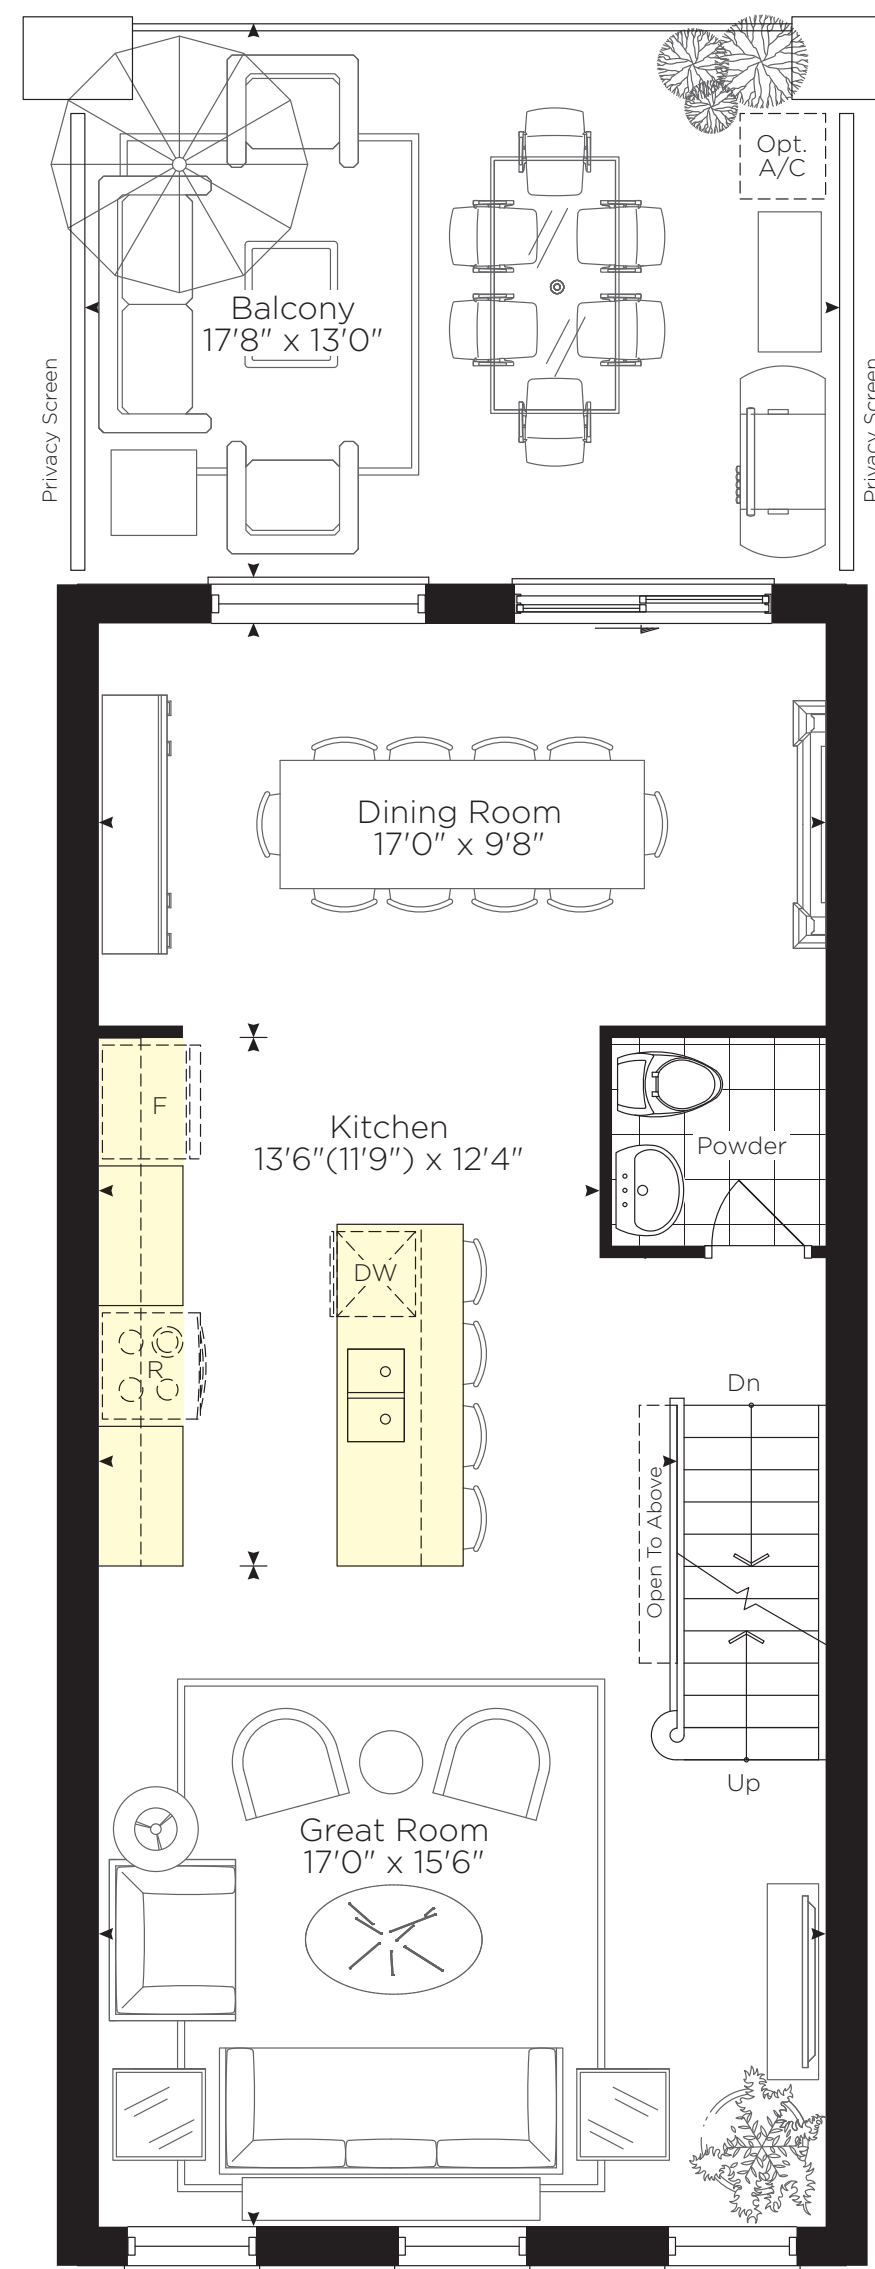 Opt.
A/C
Balcony
17'8" x 13'0"
Privacy Screen
Privacy Screen
Dining Room
17'0" x 9'8"
F
Kitchen
13'6"(11'9") x 12'4"
Powder
DW
R
Dn
Open To Above
Up
Great Room
17'0" x 15'6"